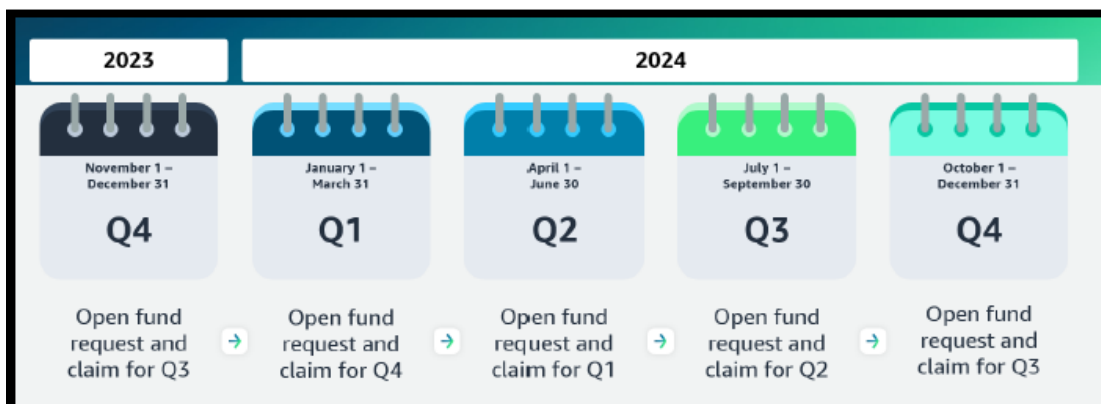 2023
2024
November 1 –
December 31
Q4
January 1 –
March 31
Q1
April 1 –
June 30
Q2
July 1 –
September 30
Q3
October 1 –
December 31
Q4
Open fund
request and
claim for Q3
Open fund
request and
claim for Q4
Open fund
request and
claim for Q1
Open fund
request and
claim for Q2
Open fund
request and
claim for Q3